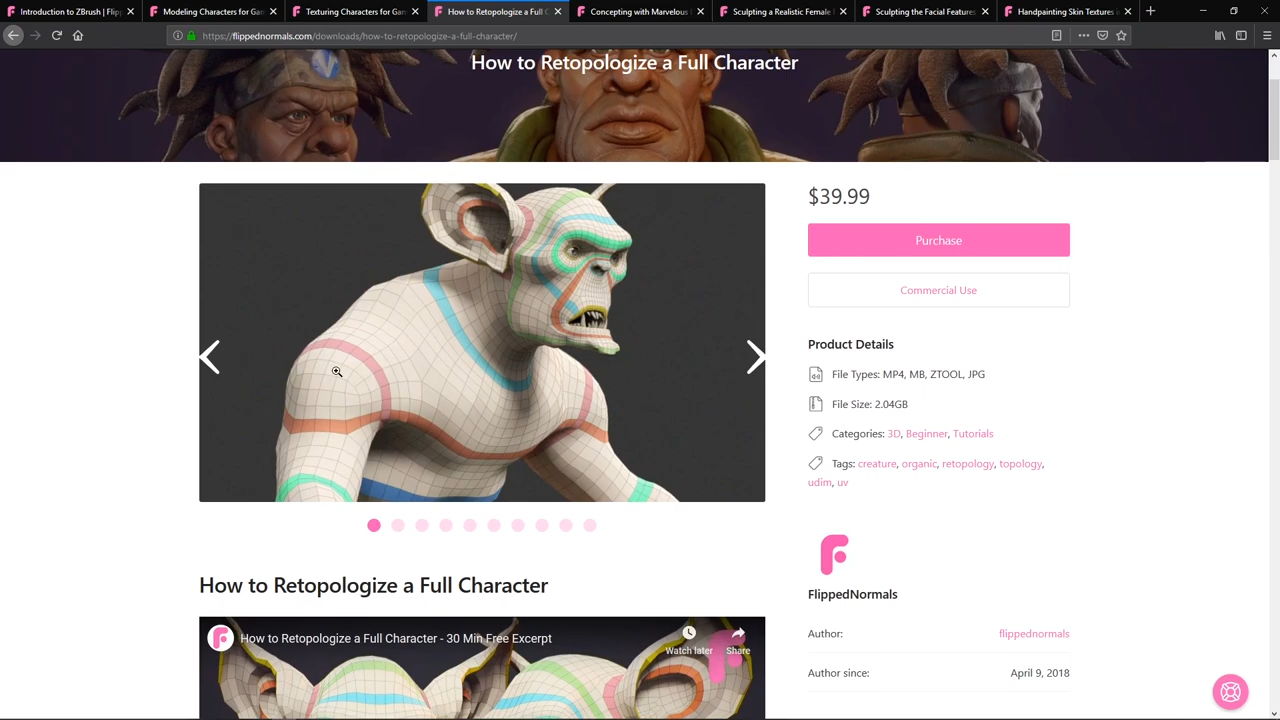 Introduction to ZBrush | Flipp
Modeling Characters for Gan
Texturing Characters for Gan
How to Retopologize a Full C
Concepting with Marvelous
Sculpting a Realistic Female
Sculpting the Facial Features
Handpainting Skin Textures i
https://flippednormals.com/downloads/how-to-retopologize-a-full-character/
How to Retopologize a Full Character
$39.99
Purchase
Commercial Use
Product Details
File Types: MP4, MB, ZTOOL, JPG
File Size: 2.04GB
Categories: 3D, Beginner, Tutorials
Tags: creature, organic, retopology, topology,
udim, uv
How to Retopologize a Full Character
FlippedNormals
How to Retopologize a Full Character - 30 Min Free Excerpt
Watch later
Share
Author:
flippednormals
Author since:
April 9, 2018